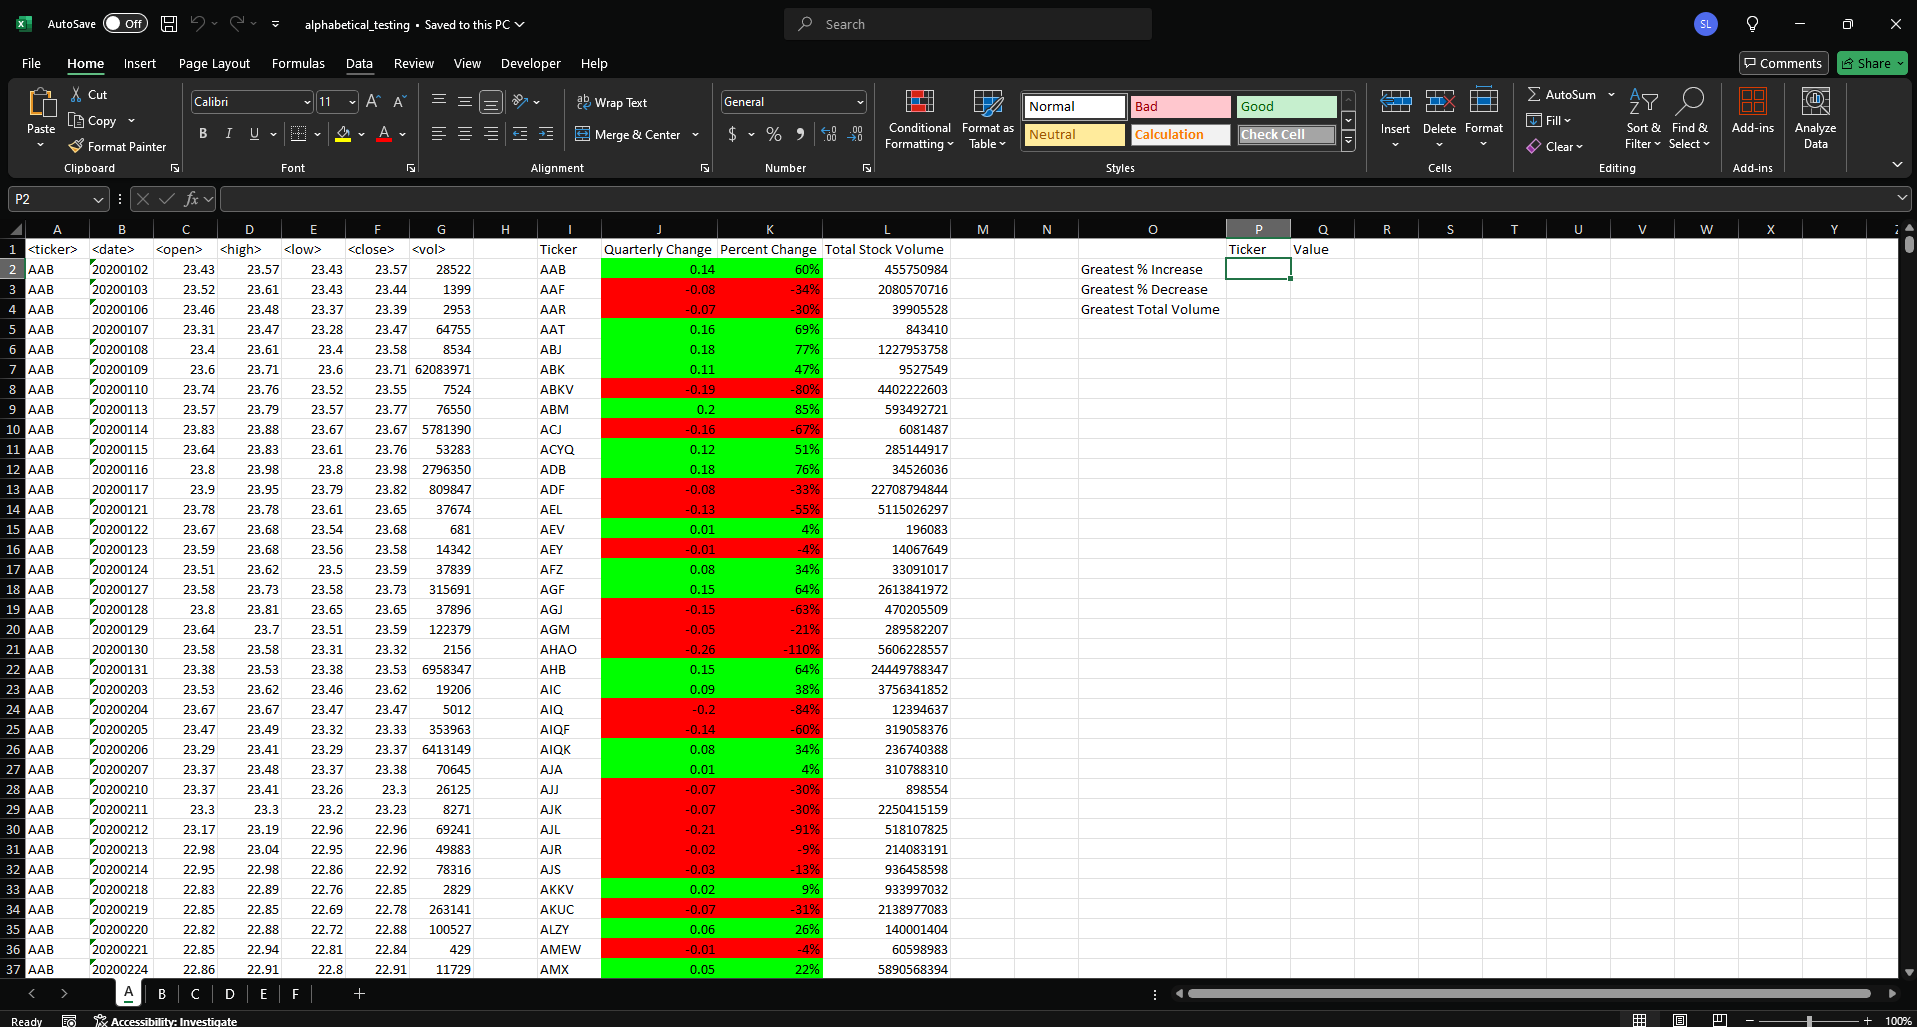 AutoSave Off alphabetical_testing • Saved to this PC Search SL
File Home Insert Page Layout Formulas Data Review View Developer Help Comments Share
Paste Cut Copy Format Painter Clipboard
Calibri 11 B I U A Font
Wrap Text Merge & Center Alignment
General $ % Number
Conditional Formatting Format as Table Normal Bad Good Neutral Calculation Check Cell Styles
Insert Delete Format Cells
AutoSum Fill Clear Sort & Filter Find & Select Editing
Add-ins Add-ins
Analyze Data
P2 fx
A B C D E F G H I J K L M N O P Q R S T U V W X Y
1 <ticker> <date> <open> <high> <low> <close> <vol> Ticker Quarterly Change Percent Change Total Stock Volume Ticker Value
2 AAB 20200102 23.43 23.57 23.43 23.57 28522 AAB 0.14 60% 455750984 Greatest % Increase
3 AAB 20200103 23.52 23.61 23.43 23.44 1399 AAF -0.08 -34% 2080570716 Greatest % Decrease
4 AAB 20200106 23.46 23.48 23.37 23.39 2953 AAR -0.07 -30% 39905528 Greatest Total Volume
5 AAB 20200107 23.31 23.47 23.28 23.47 64755 AAT 0.16 69% 843410
6 AAB 20200108 23.4 23.61 23.4 23.58 8534 ABJ 0.18 77% 1227953758
7 AAB 20200109 23.6 23.71 23.6 23.71 62083971 ABK 0.11 47% 9527549
8 AAB 20200110 23.74 23.76 23.52 23.55 7524 ABKV -0.19 -80% 4402222603
9 AAB 20200113 23.57 23.79 23.57 23.77 76550 ABM 0.2 85% 593492721
10 AAB 20200114 23.83 23.88 23.67 23.67 5781390 ACJ -0.16 -67% 6081487
11 AAB 20200115 23.64 23.83 23.61 23.76 53283 ACYQ 0.12 51% 285144917
12 AAB 20200116 23.8 23.98 23.8 23.98 2796350 ADB 0.18 76% 34526036
13 AAB 20200117 23.9 23.95 23.79 23.82 809847 ADF -0.08 -33% 22708794844
14 AAB 20200121 23.78 23.78 23.61 23.65 37674 AEL -0.13 -55% 5115026297
15 AAB 20200122 23.67 23.68 23.54 23.68 681 AEV 0.01 4% 196083
16 AAB 20200123 23.59 23.68 23.56 23.58 14342 AEY -0.01 -4% 14067649
17 AAB 20200124 23.51 23.62 23.5 23.59 37839 AFZ 0.08 34% 33091017
18 AAB 20200127 23.58 23.73 23.58 23.73 315691 AGF 0.15 64% 2613841972
19 AAB 20200128 23.8 23.81 23.65 23.65 37896 AGJ -0.15 -63% 470205509
20 AAB 20200129 23.64 23.7 23.51 23.59 122379 AGM -0.05 -21% 289582207
21 AAB 20200130 23.58 23.58 23.31 23.32 2156 AHAO -0.26 -110% 5606228557
22 AAB 20200131 23.38 23.53 23.38 23.53 6958347 AHB 0.15 64% 24449788347
23 AAB 20200203 23.53 23.62 23.46 23.62 19206 AIC 0.09 38% 3756341852
24 AAB 20200204 23.67 23.67 23.47 23.47 5012 AIQ -0.2 -84% 12394637
25 AAB 20200205 23.47 23.49 23.32 23.33 353963 AIQF -0.14 -60% 319058376
26 AAB 20200206 23.29 23.41 23.29 23.37 6413149 AIQK 0.08 34% 236740388
27 AAB 20200207 23.37 23.48 23.37 23.38 70645 AJA 0.01 4% 310788310
28 AAB 20200210 23.37 23.41 23.26 23.3 26125 AJJ -0.07 -30% 898554
29 AAB 20200211 23.3 23.3 23.2 23.23 8271 AJK -0.07 -30% 2250415159
30 AAB 20200212 23.17 23.19 22.96 22.96 69241 AJL -0.21 -91% 518107825
31 AAB 20200213 22.98 23.04 22.95 22.96 49883 AJR -0.02 -9% 214083191
32 AAB 20200214 22.95 22.98 22.86 22.92 78316 AJS -0.03 -13% 936458598
33 AAB 20200218 22.83 22.89 22.76 22.85 2829 AKKV 0.02 9% 933997032
34 AAB 20200219 22.85 22.85 22.69 22.78 263141 AKUC -0.07 -31% 2138977083
35 AAB 20200220 22.82 22.88 22.72 22.88 100527 ALZY 0.06 26% 140001404
36 AAB 20200221 22.85 22.94 22.81 22.84 429 AMEW -0.01 -4% 60598983
37 AAB 20200224 22.86 22.91 22.8 22.91 11729 AMX 0.05 22% 5890568394
A B C D E F
Ready Accessibility: Investigate 100%